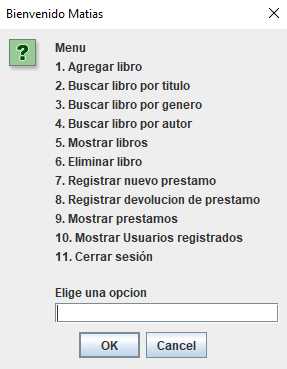 Bienvenido Matias
Menu
1. Agregar libro
2. Buscar libro por titulo
3. Buscar libro por genero
4. Buscar libro por autor
5. Mostrar libros
6. Eliminar libro
7. Registrar nuevo prestamo
8. Registrar devolucion de prestamo
9. Mostrar prestamos
10. Mostrar Usuarios registrados
11. Cerrar sesión
Elige una opcion
OK Cancel